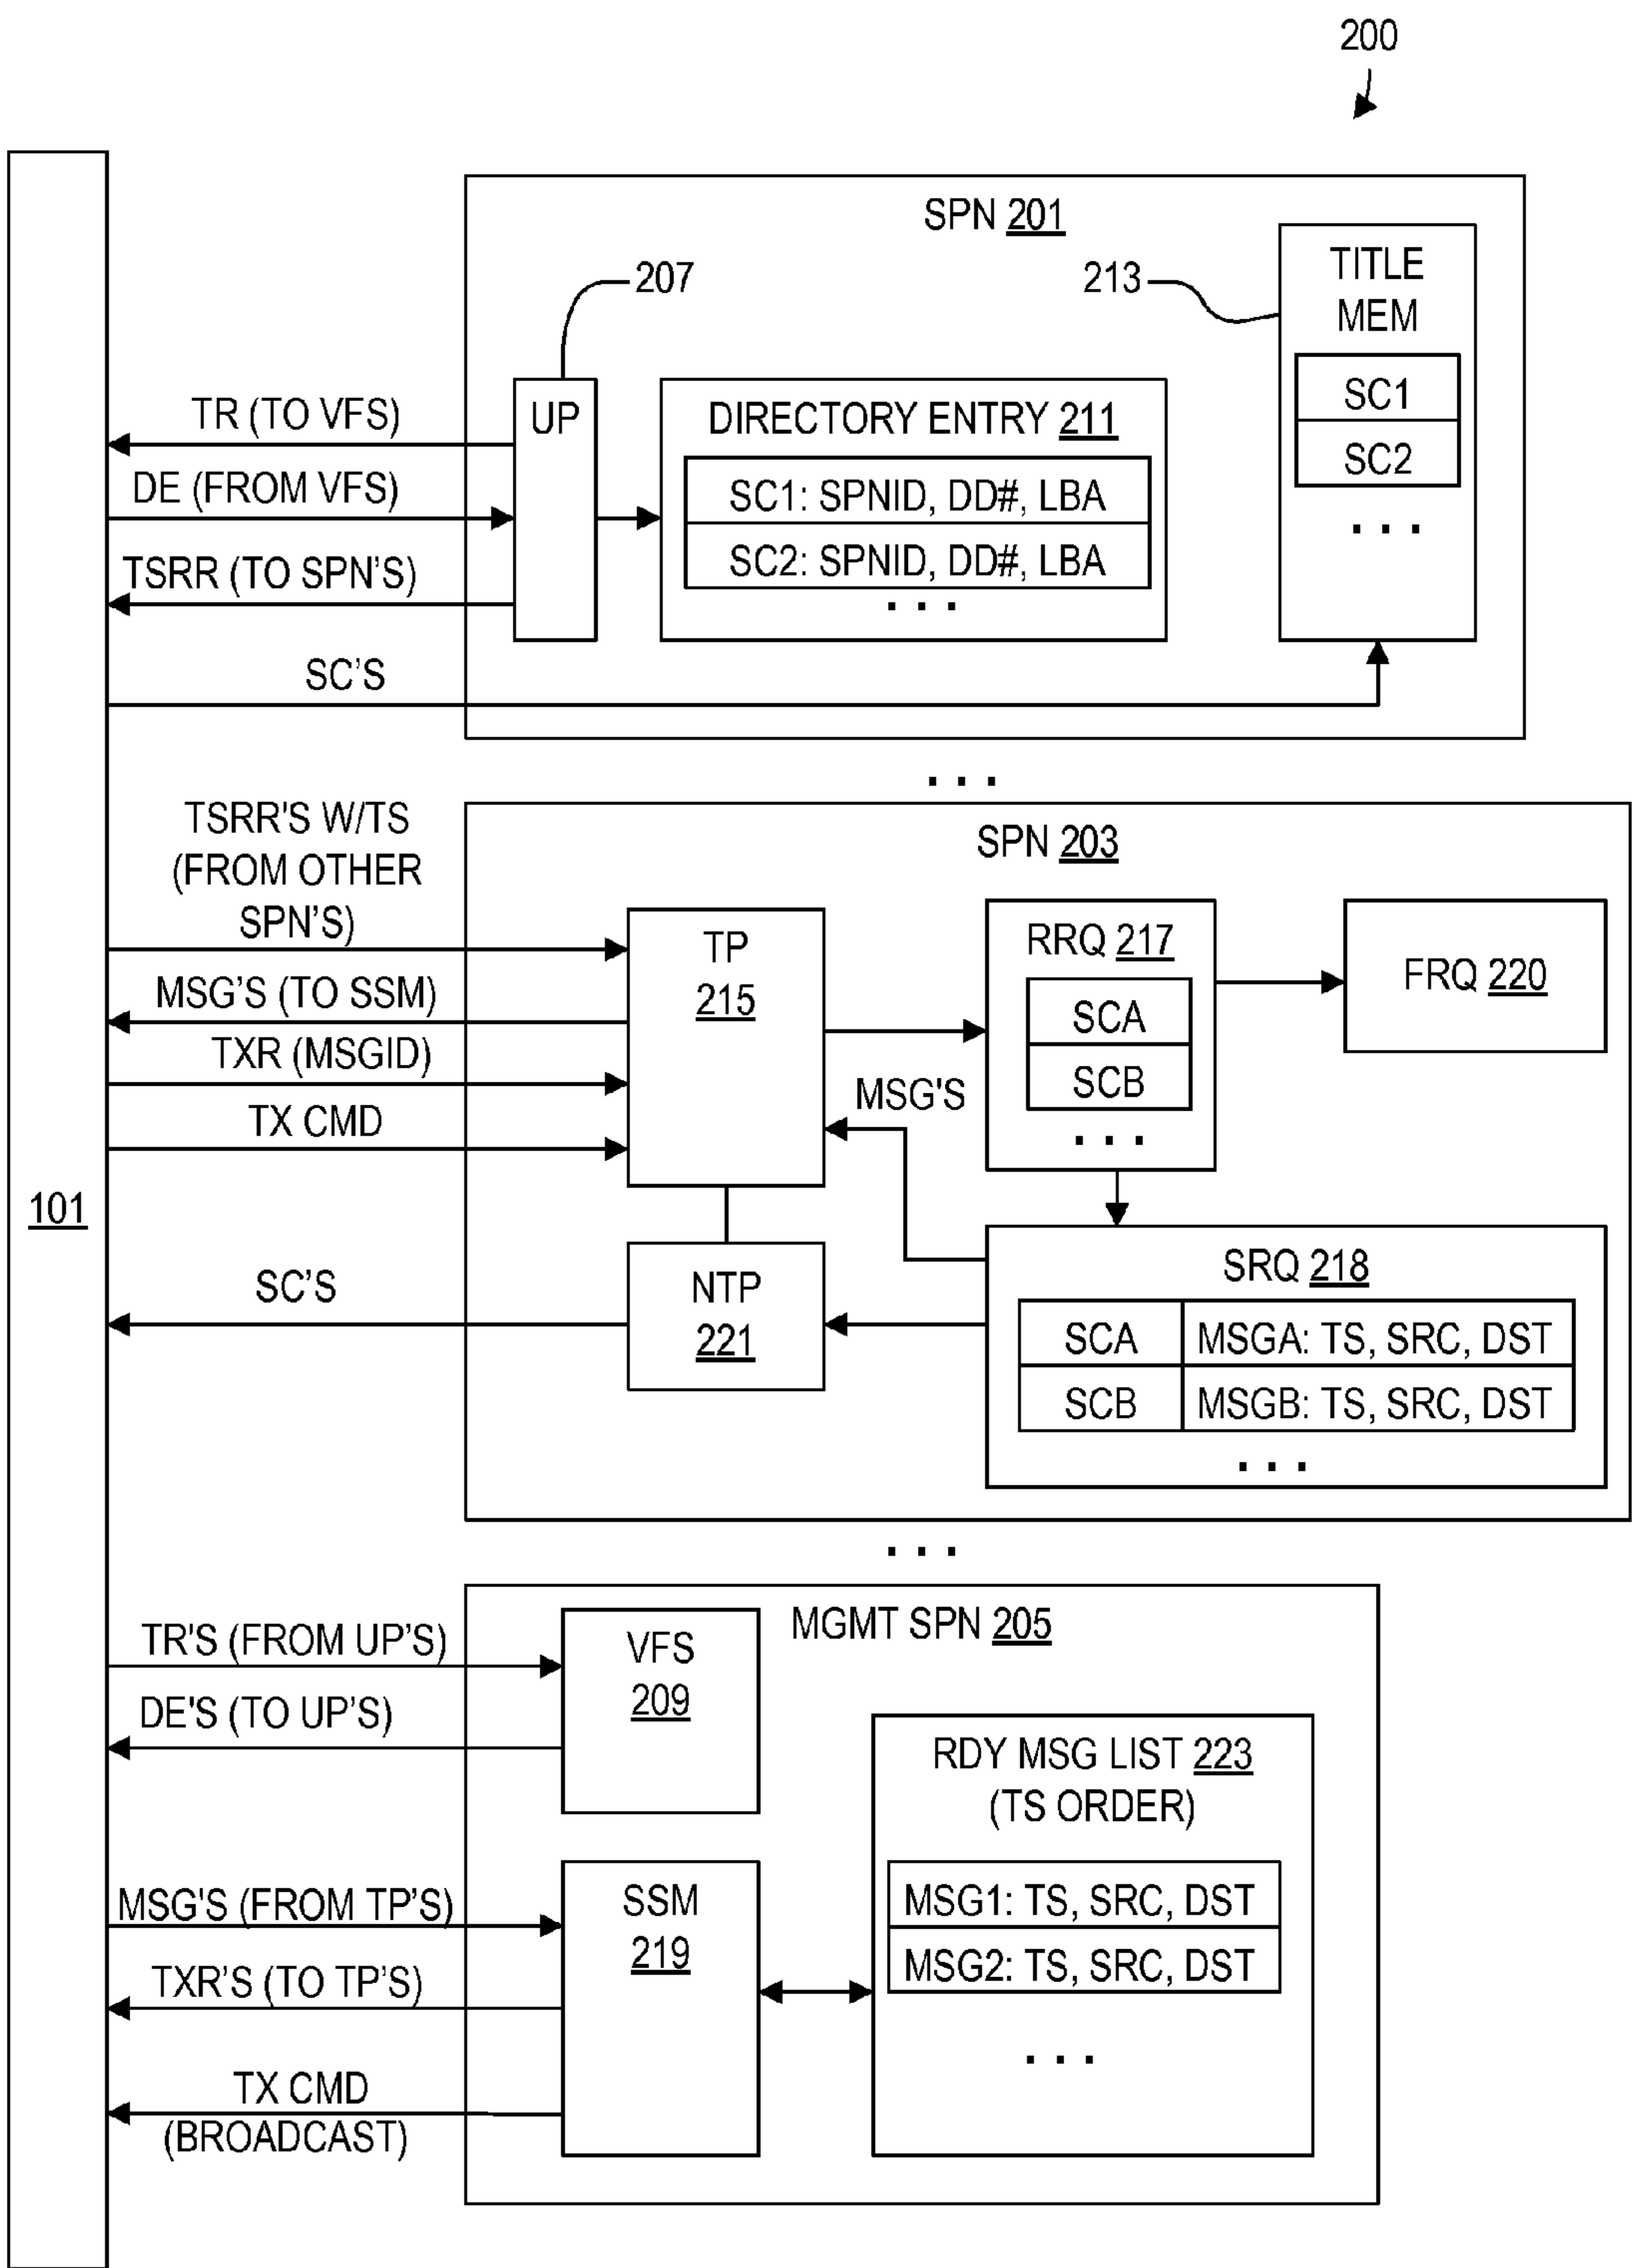 200
SPN 201
207
213
TITLE
MEM
SC1
SC2
. . .
UP
DIRECTORY ENTRY 211
SC1: SPNID, DD#, LBA
SC2: SPNID, DD#, LBA
. . .
TR (TO VFS)
DE (FROM VFS)
TSRR (TO SPN'S)
SC'S
. . .
TSRR'S W/TS
(FROM OTHER
SPN'S)
MSG'S (TO SSM)
TXR (MSGID)
TX CMD
SC'S
101
SPN 203
TP
215
RRQ 217
SCA
SCB
. . .
FRQ 220
MSG'S
NTP
221
SRQ 218
SCA MSGA: TS, SRC, DST
SCB MSGB: TS, SRC, DST
. . .
. . .
TR'S (FROM UP'S)
DE'S (TO UP'S)
MSG'S (FROM TP'S)
TXR'S (TO TP'S)
TX CMD
(BROADCAST)
MGMT SPN 205
VFS
209
SSM
219
RDY MSG LIST 223
(TS ORDER)
MSG1: TS, SRC, DST
MSG2: TS, SRC, DST
. . .